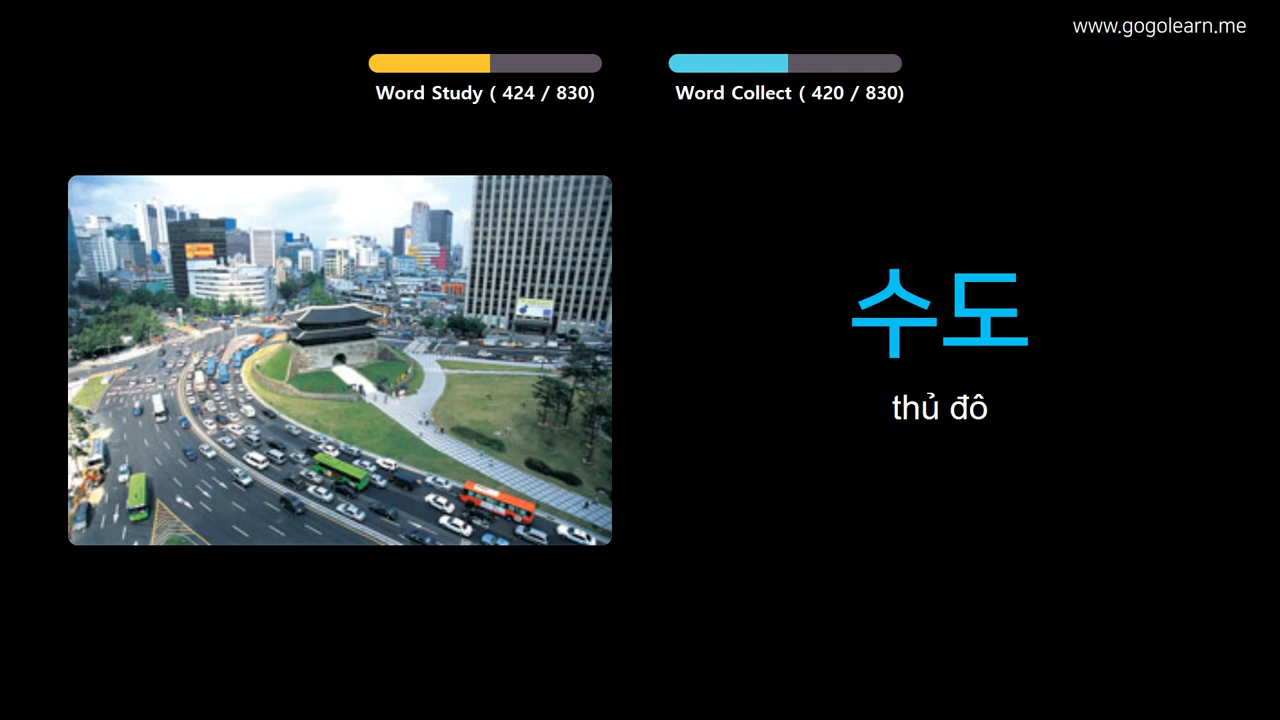 www.gogolearn.me
Word Study ( 424 / 830)
Word Collect ( 420 / 830)
수도
thủ đô